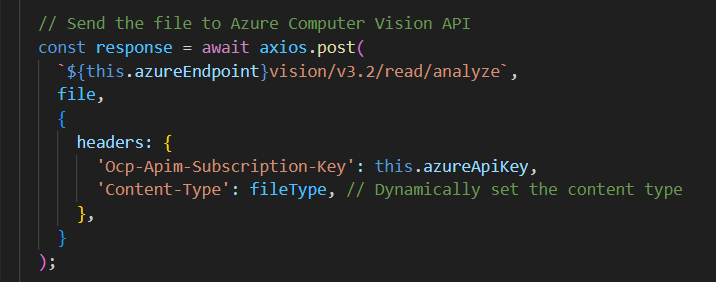 // Send the file to Azure Computer Vision API
const response = await axios.post(
`${this.azureEndpoint}vision/v3.2/read/analyze`,
file,
{
headers: {
'Ocp-Apim-Subscription-Key': this.azureApiKey,
'Content-Type': fileType, // Dynamically set the content type
},
}
);